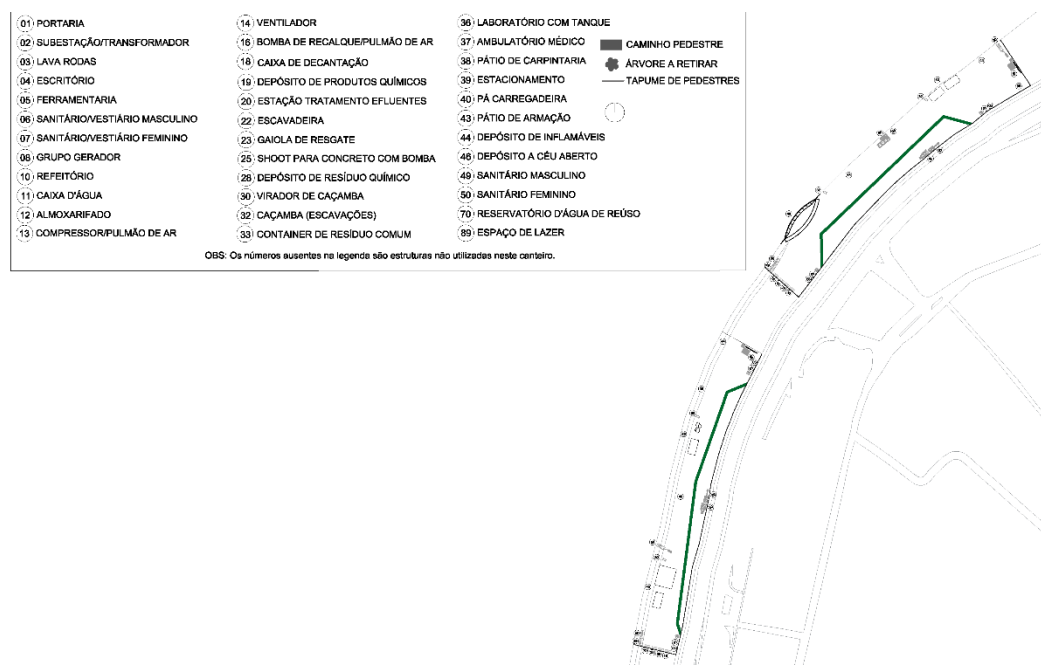 01 PORTARIA
02 SUBESTAÇÃO/TRANSFORMADOR
03 LAVA RODAS
04 ESCRITÓRIO
05 FERRAMENTARIA
06 SANITÁRIO/VESTIÁRIO MASCULINO
07 SANITÁRIO/VESTIÁRIO FEMININO
08 GRUPO GERADOR
10 REFEITÓRIO
11 CAIXA D'ÁGUA
12 ALMOXARIFADO
13 COMPRESSOR/PULMÃO DE AR
14 VENTILADOR
16 BOMBA DE RECALQUE/PULMÃO DE AR
18 CAIXA DE DECANTAÇÃO
19 DEPÓSITO DE PRODUTOS QUÍMICOS
20 ESTAÇÃO TRATAMENTO EFLUENTES
22 ESCAVADEIRA
23 GAIOLA DE RESGATE
25 SHOOT PARA CONCRETO COM BOMBA
28 DEPÓSITO DE RESÍDUO QUÍMICO
30 VIRADOR DE CAÇAMBA
32 CAÇAMBA (ESCAVAÇÕES)
33 CONTAINER DE RESÍDUO COMUM
36 LABORATÓRIO COM TANQUE
37 AMBULATÓRIO MÉDICO
38 PÁTIO DE CARPINTARIA
39 ESTACIONAMENTO
40 PÁ CARREGADEIRA
43 PÁTIO DE ARMAÇÃO
44 DEPÓSITO DE INFLAMÁVEIS
46 DEPÓSITO A CÉU ABERTO
49 SANITÁRIO MASCULINO
50 SANITÁRIO FEMININO
70 RESERVATÓRIO D'ÁGUA DE REÚSO
89 ESPAÇO DE LAZER
CAMINHO PEDESTRE
ÁRVORE A RETIRAR
TAPUME DE PEDESTRES
OBS: Os números ausentes na legenda são estruturas não utilizadas neste canteiro.